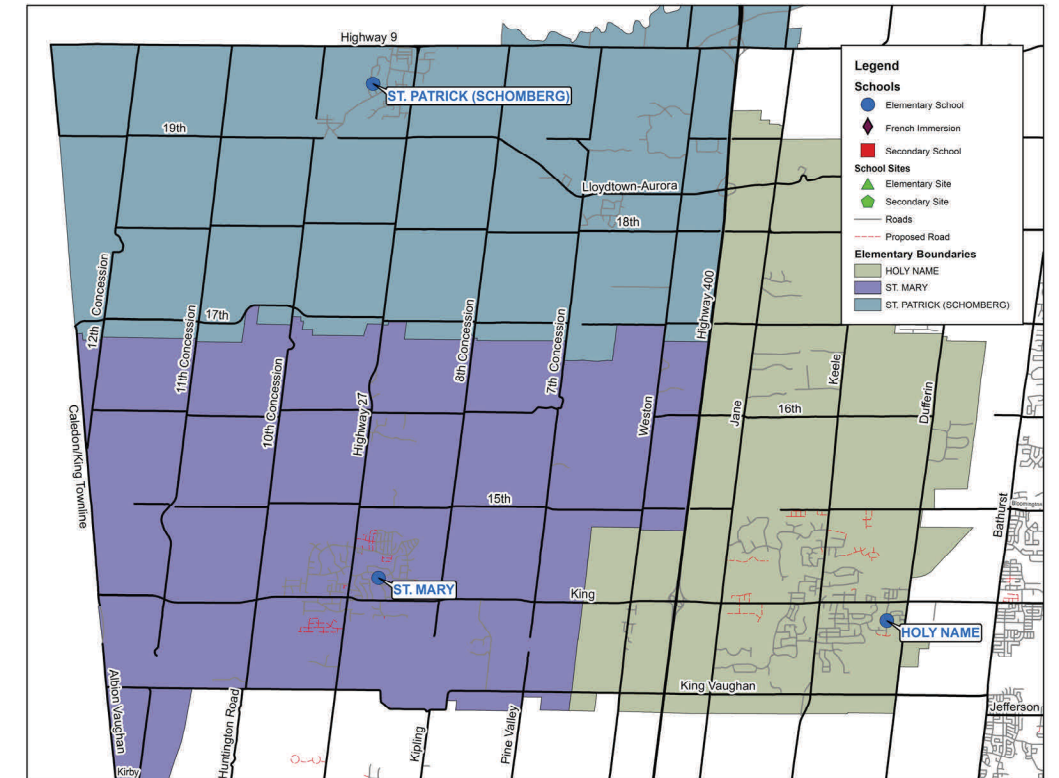 Highway 9
ST. PATRICK (SCHOMBERG)
19th
Lloydtown-Aurora
18th
Legend
Schools
Elementary School
French Immersion
Secondary School
School Sites
Elementary Site
Secondary Site
Roads
Proposed Road
Elementary Boundaries
HOLY NAME
ST. MARY
ST. PATRICK (SCHOMBERG)
12th Concession
11th Concession
17th
10th Concession
Highway 27
8th Concession
7th Concession
Weston
Highway 400
Jane
Keele
16th
Dufferin
Caledon/King Townline
15th
Bathurst
Bloomington
ST. MARY
King
HOLY NAME
King Vaughan
Albion Vaughan
Huntington Road
Kipling
Pine Valley
Jefferson
Kirby